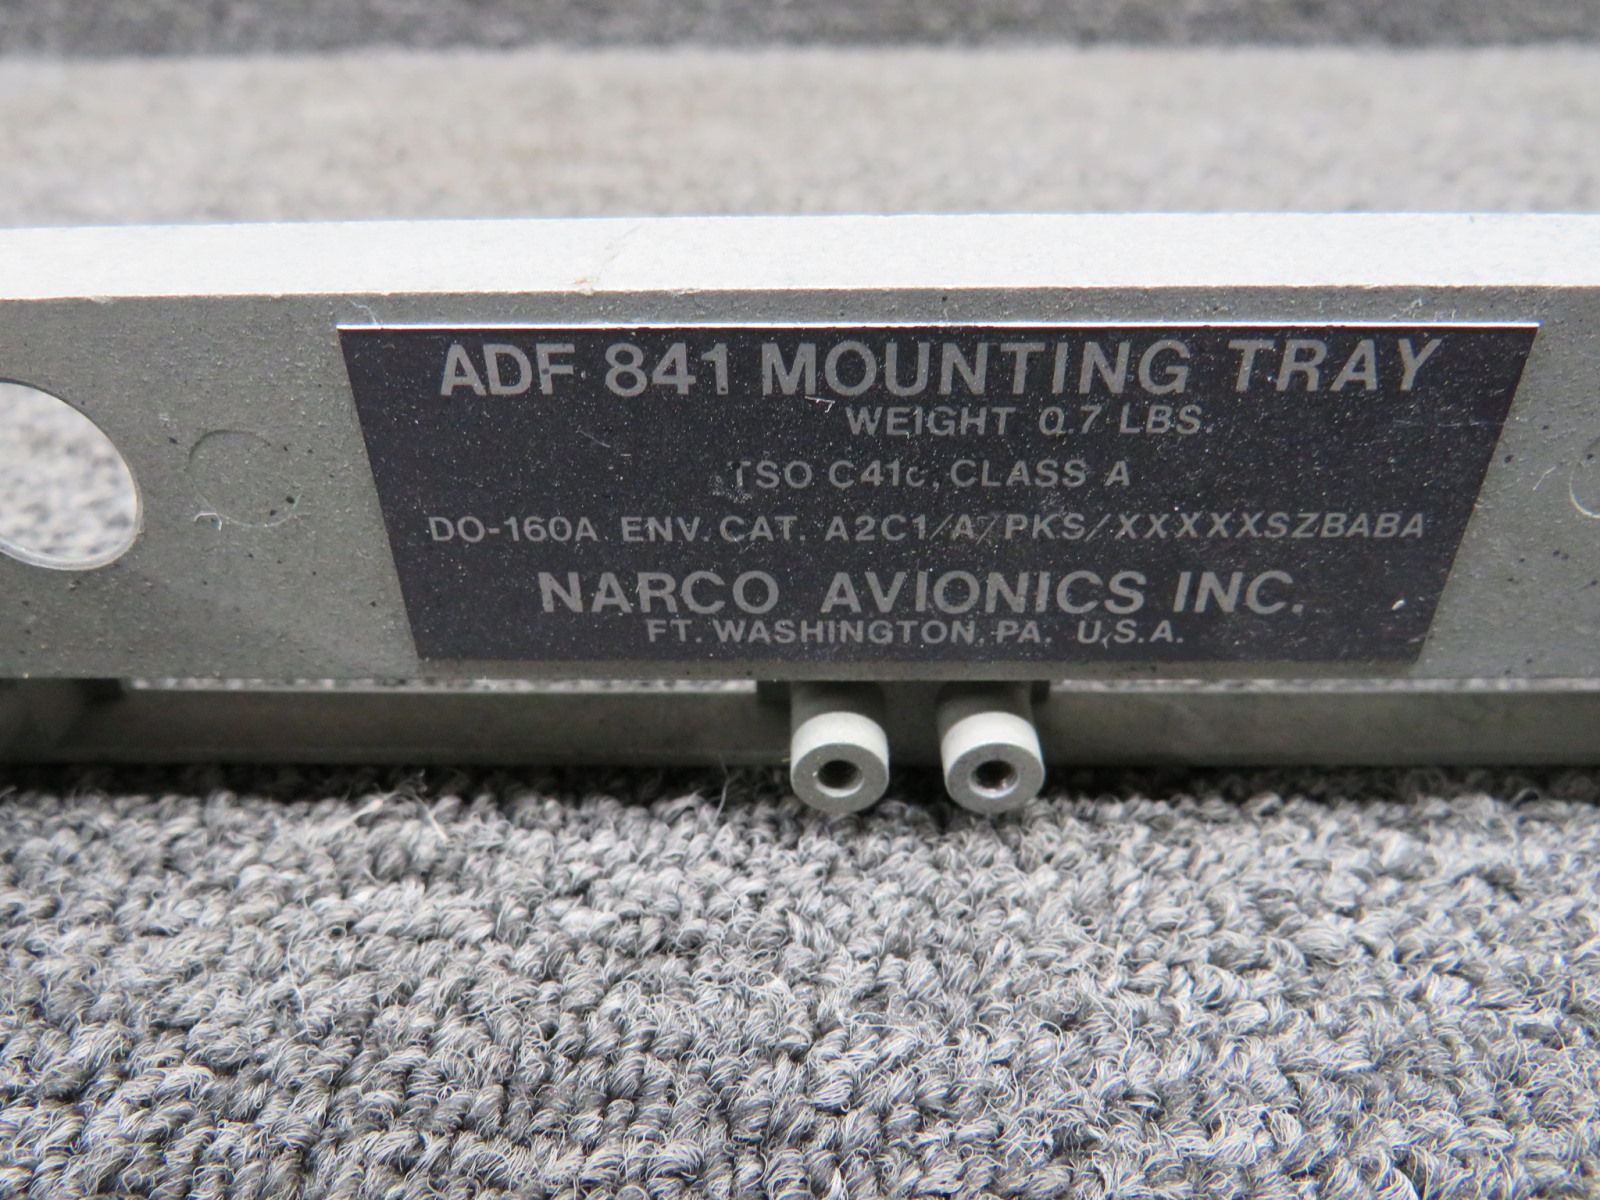 ADF 841 MOUNTING TRAY
WEIGHT 0.7 LBS.
TSO C41c, CLASS A
DO-160A ENV. CAT. A2C1/A/PKS/XXXXXXSZBABA
NARCO AVIONICS INC.
FT. WASHINGTON, PA. U.S.A.